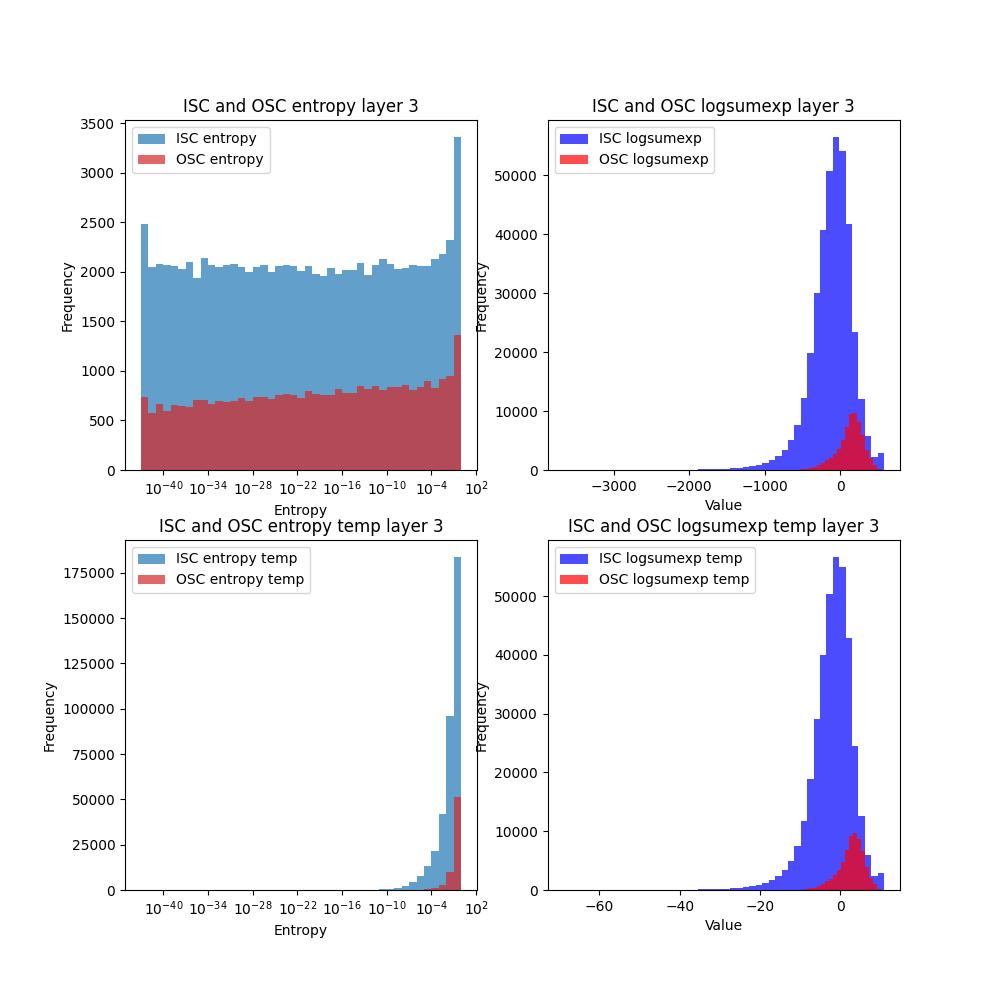 ISC and OSC entropy layer 3
ISC entropy
OSC entropy
Frequency
3500
3000
2500
2000
1500
1000
500
0
10⁻⁴⁰ 10⁻³⁴ 10⁻²⁸ 10⁻²² 10⁻¹⁶ 10⁻¹⁰ 10⁻⁴ 10²
Entropy
ISC and OSC logsumexp layer 3
ISC logsumexp
OSC logsumexp
Frequency
50000
40000
30000
20000
10000
0
−3000 −2000 −1000 0
Value
ISC and OSC entropy temp layer 3
ISC entropy temp
OSC entropy temp
Frequency
175000
150000
125000
100000
75000
50000
25000
0
10⁻⁴⁰ 10⁻³⁴ 10⁻²⁸ 10⁻²² 10⁻¹⁶ 10⁻¹⁰ 10⁻⁴ 10²
Entropy
ISC and OSC logsumexp temp layer 3
ISC logsumexp temp
OSC logsumexp temp
Frequency
50000
40000
30000
20000
10000
0
−60 −40 −20 0
Value